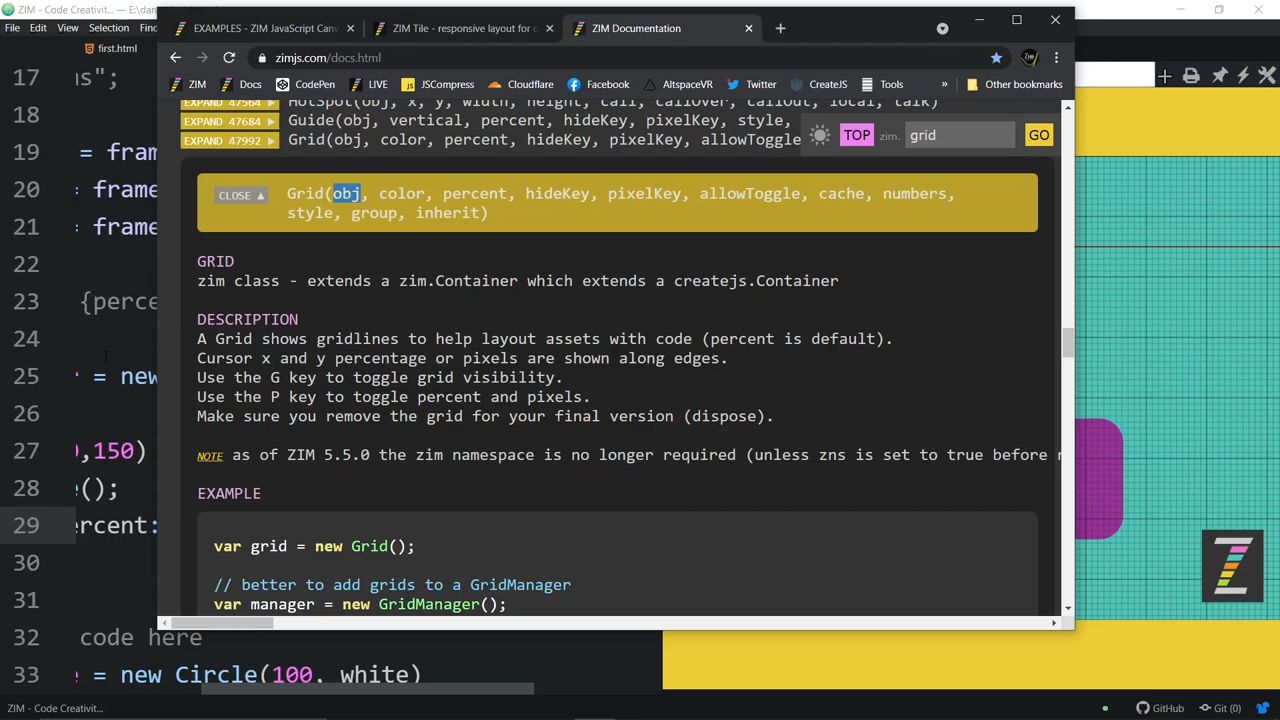 ZIM - Code Creativit…
E:\dan
File Edit View Selection Find
first.html
EXAMPLES - ZIM JavaScript Canv
ZIM Tile - responsive layout for c
ZIM Documentation
zimjs.com/docs.html
ZIM Docs CodePen LIVE JSCompress Cloudflare Facebook AltspaceVR Twitter CreateJS Tools » Other bookmarks
EXPAND 47564 HotSpot(obj, x, y, width, height, call, callOver, callOut, local, talk)
EXPAND 47684 Guide(obj, vertical, percent, hideKey, pixelKey, style,
EXPAND 47992 Grid(obj, color, percent, hideKey, pixelKey, allowToggle
TOP zim. grid GO
CLOSE ▲ Grid(obj, color, percent, hideKey, pixelKey, allowToggle, cache, numbers,
style, group, inherit)
GRID
zim class - extends a zim.Container which extends a createjs.Container
DESCRIPTION
A Grid shows gridlines to help layout assets with code (percent is default).
Cursor x and y percentage or pixels are shown along edges.
Use the G key to toggle grid visibility.
Use the P key to toggle percent and pixels.
Make sure you remove the grid for your final version (dispose).
NOTE as of ZIM 5.5.0 the zim namespace is no longer required (unless zns is set to true before r
EXAMPLE
var grid = new Grid();
// better to add grids to a GridManager
var manager = new GridManager();
17 ns";
18
19 = fram
20 = frame
21 = frame
22
23 {perce
24
25 = new
26
27 ,150)
28 ();
29 ercent:
30
31
32 code here
33 = new Circle(100, white)
ZIM - Code Creativit…
GitHub Git (0)